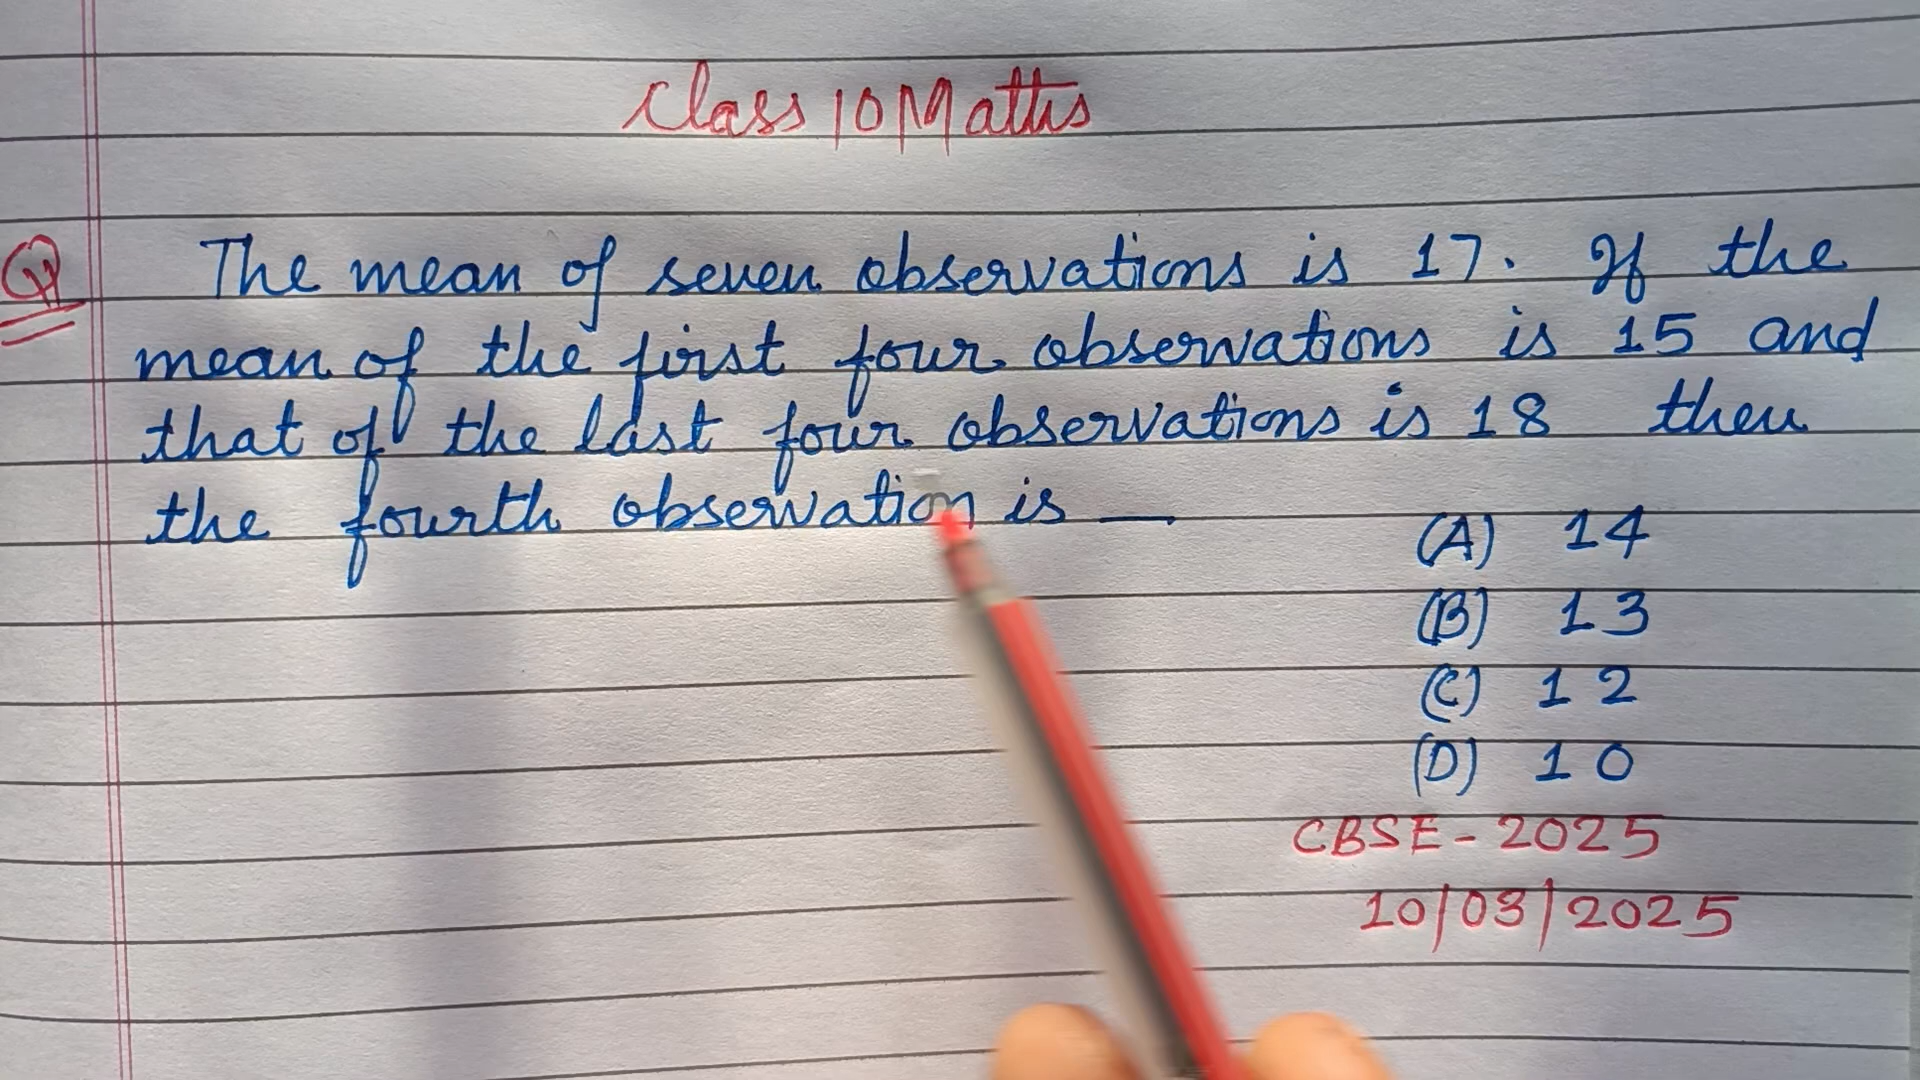 Class 10 Maths
Q The mean of seven observations is 17. If the
mean of the first four observations is 15 and
that of the last four observations is 18 then
the fourth observation is —
(A) 14
(B) 13
(C) 12
(D) 10
CBSE - 2025
10/03/2025